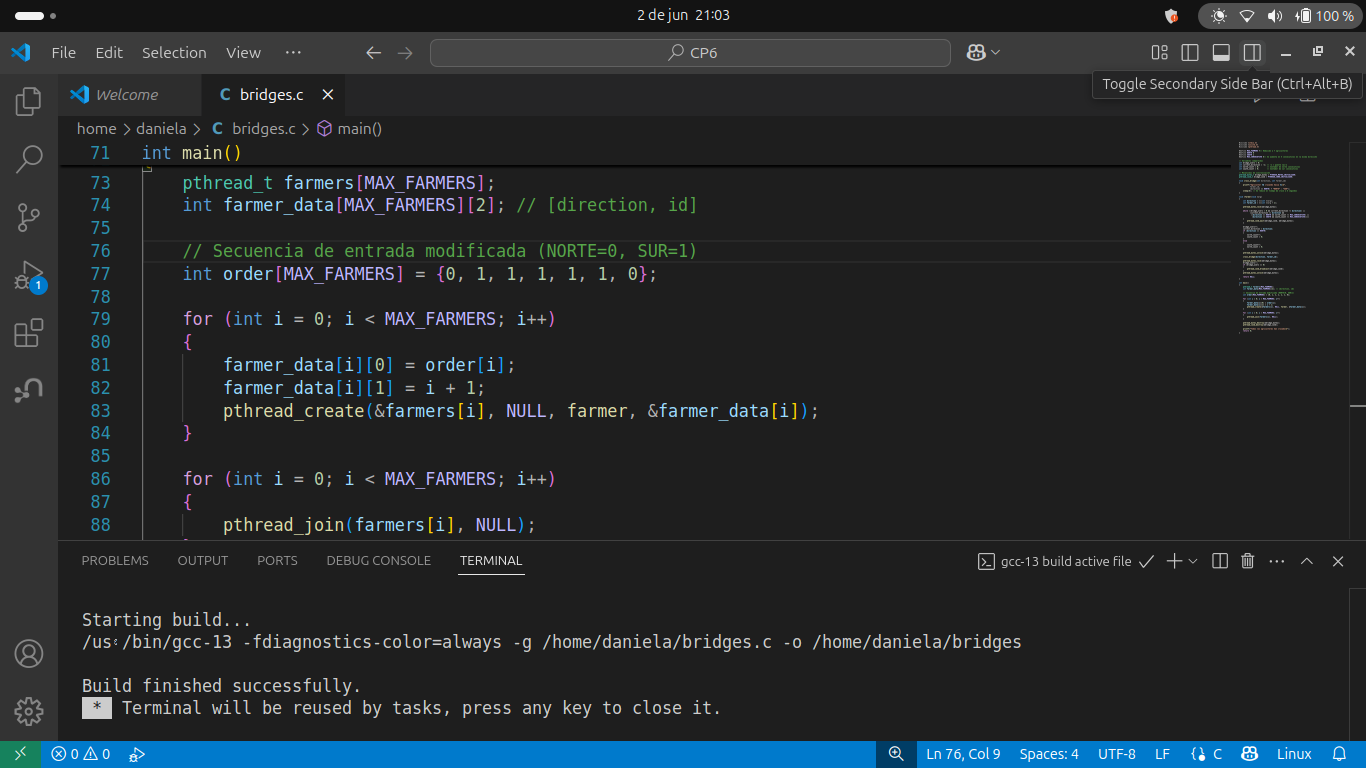 2 de jun 21:03
100 %
File Edit Selection View ···
CP6
Toggle Secondary Side Bar (Ctrl+Alt+B)
Welcome
C bridges.c
home > daniela > C bridges.c > main()
71 int main()
73 pthread_t farmers[MAX_FARMERS];
74 int farmer_data[MAX_FARMERS][2]; // [direction, id]
75
76 // Secuencia de entrada modificada (NORTE=0, SUR=1)
77 int order[MAX_FARMERS] = {0, 1, 1, 1, 1, 1, 0};
78
79 for (int i = 0; i < MAX_FARMERS; i++)
80 {
81 farmer_data[i][0] = order[i];
82 farmer_data[i][1] = i + 1;
83 pthread_create(&farmers[i], NULL, farmer, &farmer_data[i]);
84 }
85
86 for (int i = 0; i < MAX_FARMERS; i++)
87 {
88 pthread_join(farmers[i], NULL);
1
PROBLEMS OUTPUT PORTS DEBUG CONSOLE TERMINAL
gcc-13 build active file
Starting build...
/bin/gcc-13 -fdiagnostics-color=always -g /home/daniela/bridges.c -o /home/daniela/bridges
Build finished successfully.
* Terminal will be reused by tasks, press any key to close it.
0 0
Ln 76, Col 9 Spaces: 4 UTF-8 LF {} C Linux